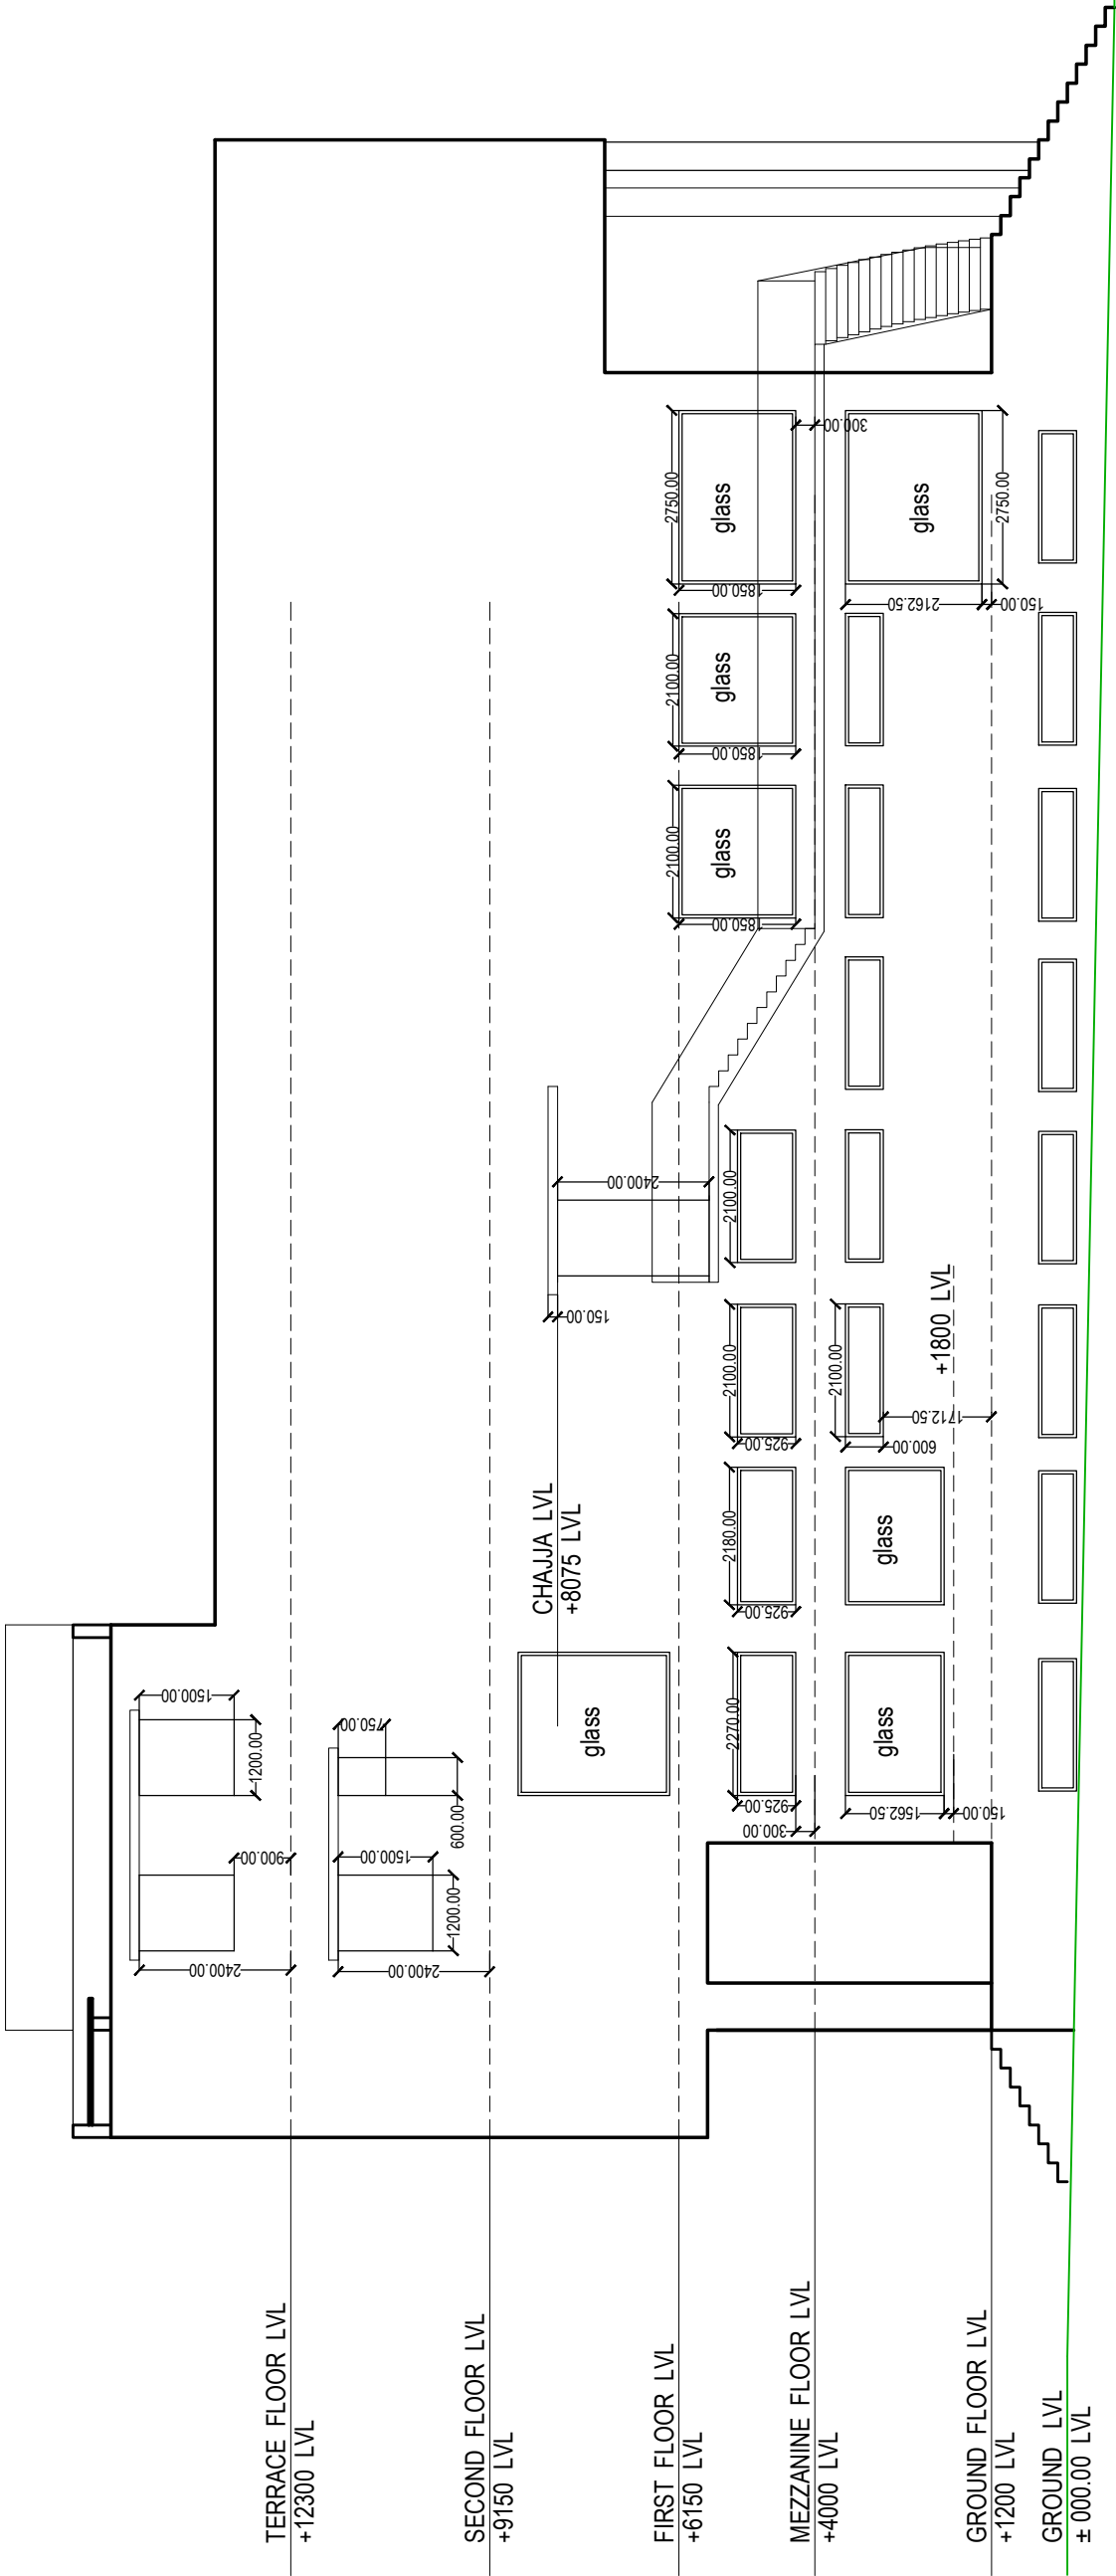 TERRACE FLOOR LVL
+12300 LVL
SECOND FLOOR LVL
+9150 LVL
FIRST FLOOR LVL
+6150 LVL
MEZZANINE FLOOR LVL
+4000 LVL
GROUND FLOOR LVL
+1200 LVL
GROUND LVL
± 000.00 LVL
2400.00
900.00
1500.00
1200.00
2400.00
1500.00
1200.00
750.00
600.00
glass
CHAJJA LVL
+8075 LVL
150.00
2400.00
300.00
925.00
2270.00
925.00
2180.00
925.00
2100.00
2100.00
1850.00
2100.00
glass
1850.00
2100.00
glass
1850.00
2750.00
glass
300.00
150.00
1562.50
glass
glass
600.00
2100.00
1712.50
+1800 LVL
150.00
2162.50
glass
2750.00